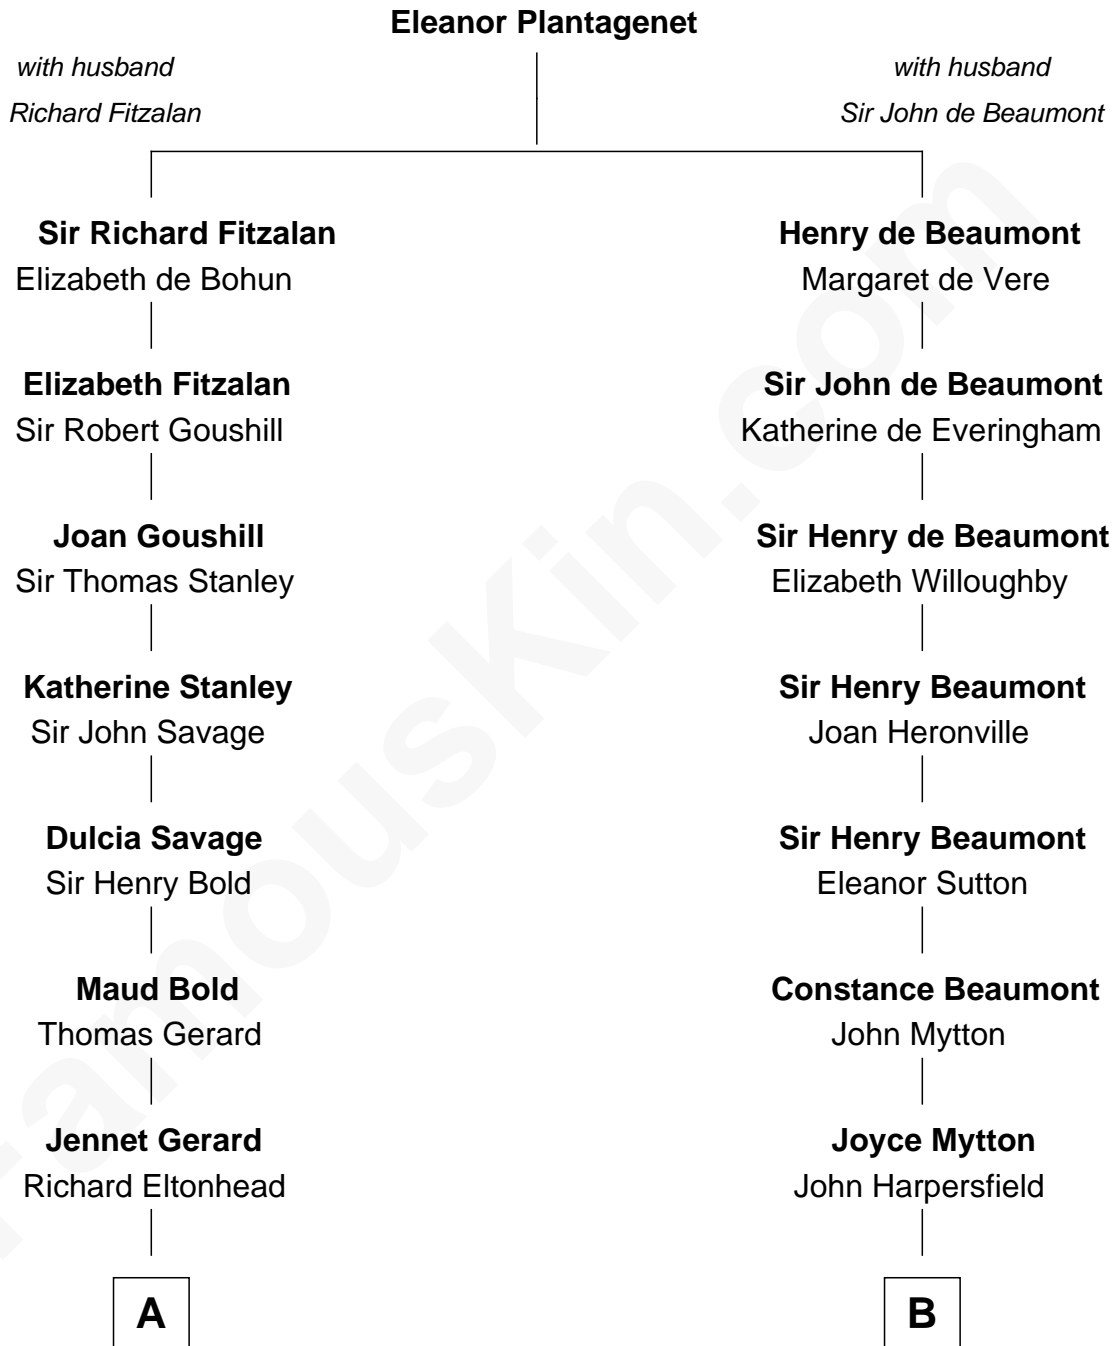 Eleanor Plantagenet
with husband
Richard Fitzalan
with husband
Sir John de Beaumont
Sir Richard Fitzalan
Elizabeth de Bohun
Henry de Beaumont
Margaret de Vere
Elizabeth Fitzalan
Sir Robert Goushill
Sir John de Beaumont
Katherine de Everingham
Joan Goushill
Sir Thomas Stanley
Sir Henry de Beaumont
Elizabeth Willoughby
Katherine Stanley
Sir John Savage
Sir Henry Beaumont
Joan Heronville
Dulcia Savage
Sir Henry Bold
Sir Henry Beaumont
Eleanor Sutton
Maud Bold
Thomas Gerard
Constance Beaumont
John Mytton
Jennet Gerard
Richard Eltonhead
Joyce Mytton
John Harpersfield
A
B
FamousKin.com